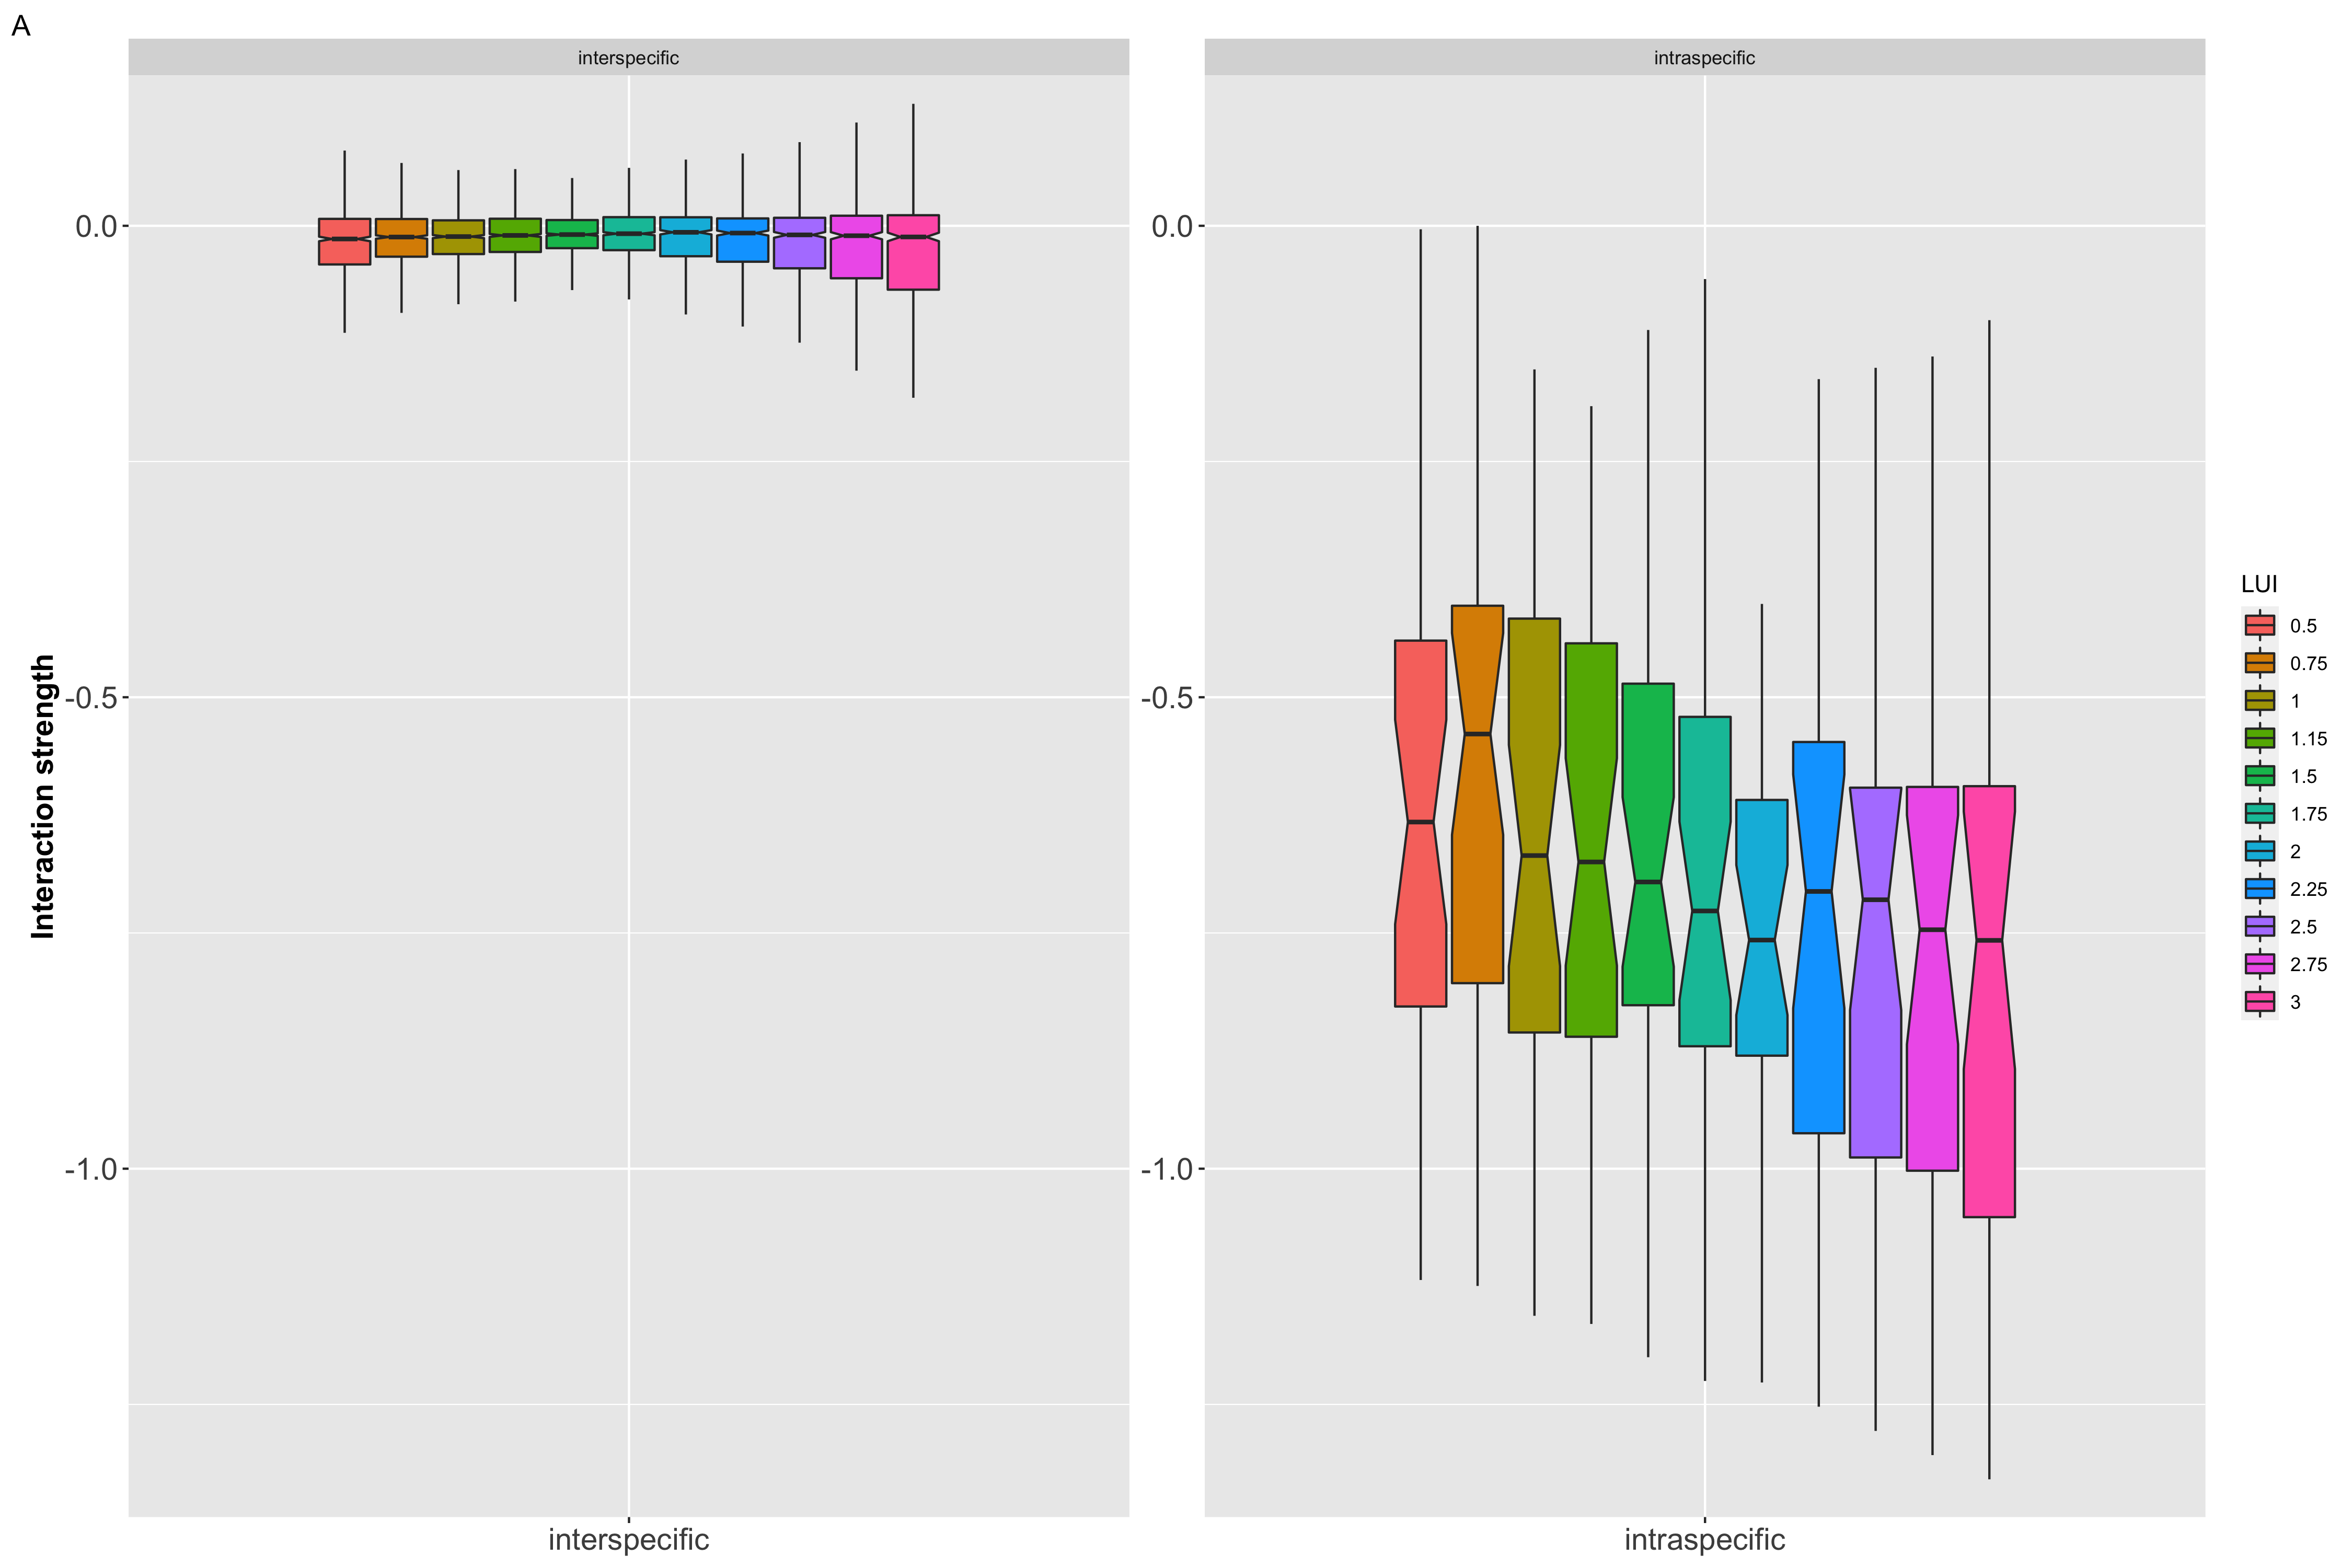 A
interspecific
intraspecific
0.0
-0.5
-1.0
0.0
-0.5
-1.0
Interaction strength
interspecific
intraspecific
LUI
0.5
0.75
1
1.15
1.5
1.75
2
2.25
2.5
2.75
3